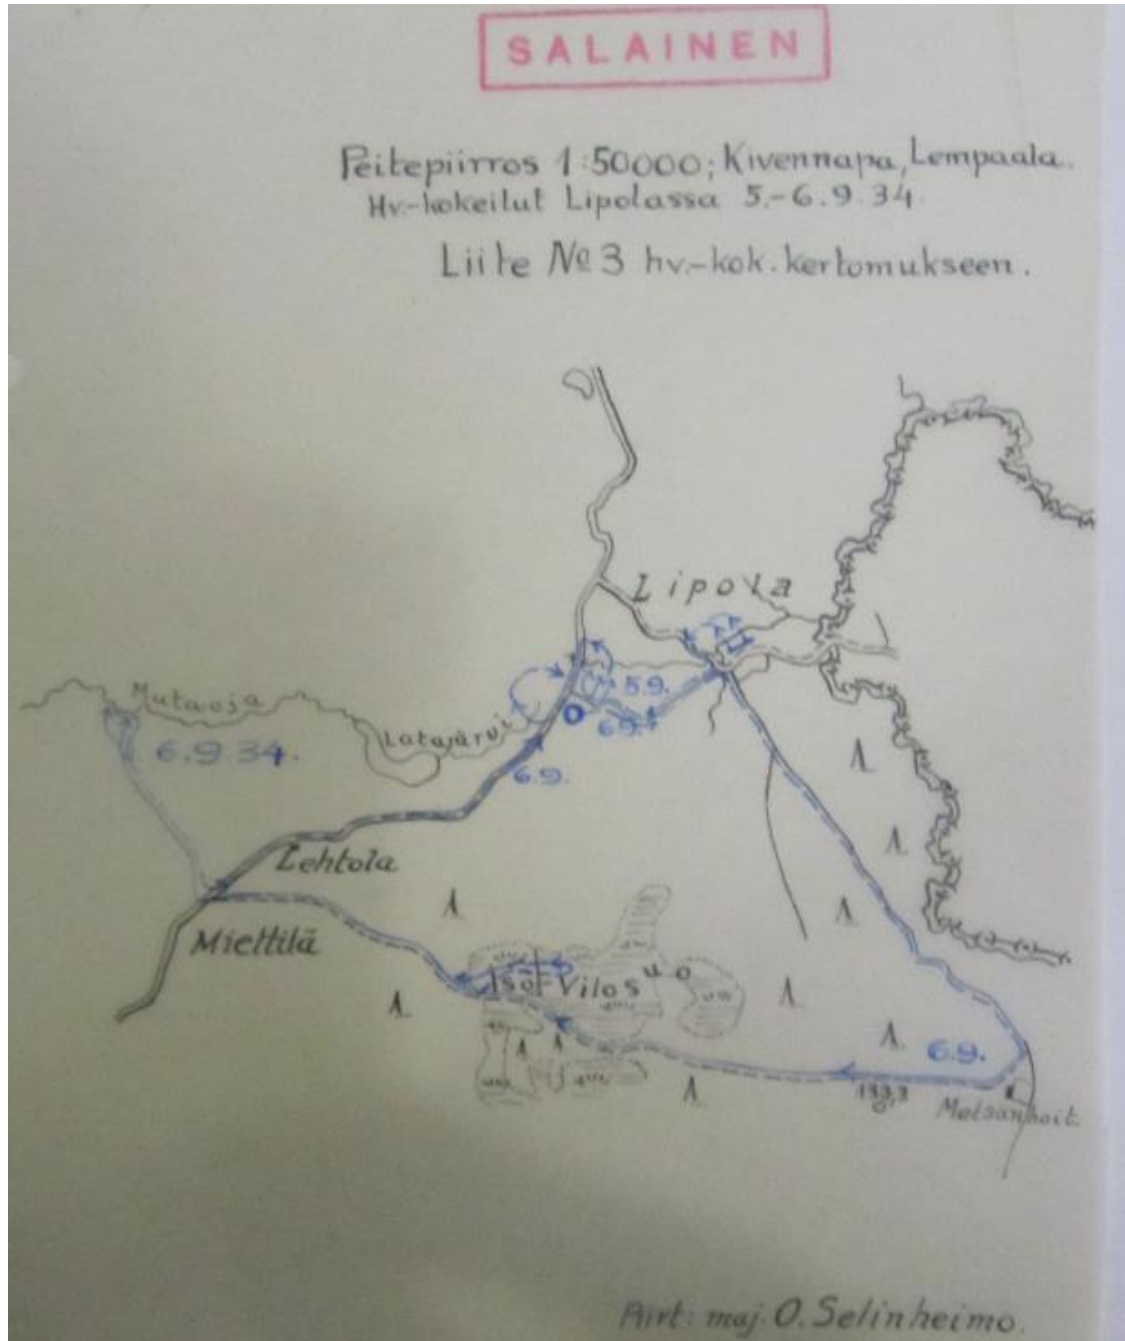 SALAINEN
Peitepiirros 1:50000; Kivennapa, Lempaala.
Hv.-kokeilut Lipolassa 5.-6.9.34.
Liite № 3 hv.-kok. kertomukseen.
Lipola
Mutaoja
5.9.
6.9.
Latajärvi
6.9.34.
6.9.
Lehtola
Miettilä
Iso-Vilosuo
6.9.
133,3
Metsänhoit.
Piirt: maj. O. Selinheimo.